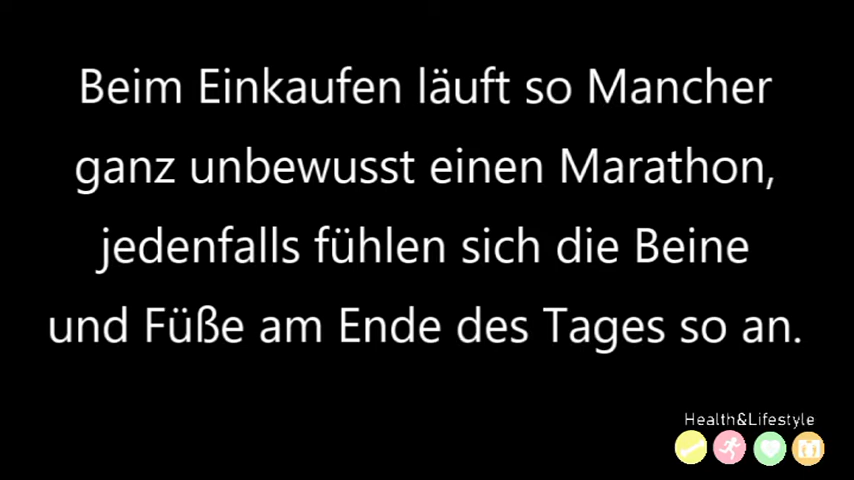 Beim Einkaufen läuft so Mancher
ganz unbewusst einen Marathon,
jedenfalls fühlen sich die Beine
und Füße am Ende des Tages so an.
Health&Lifestyle